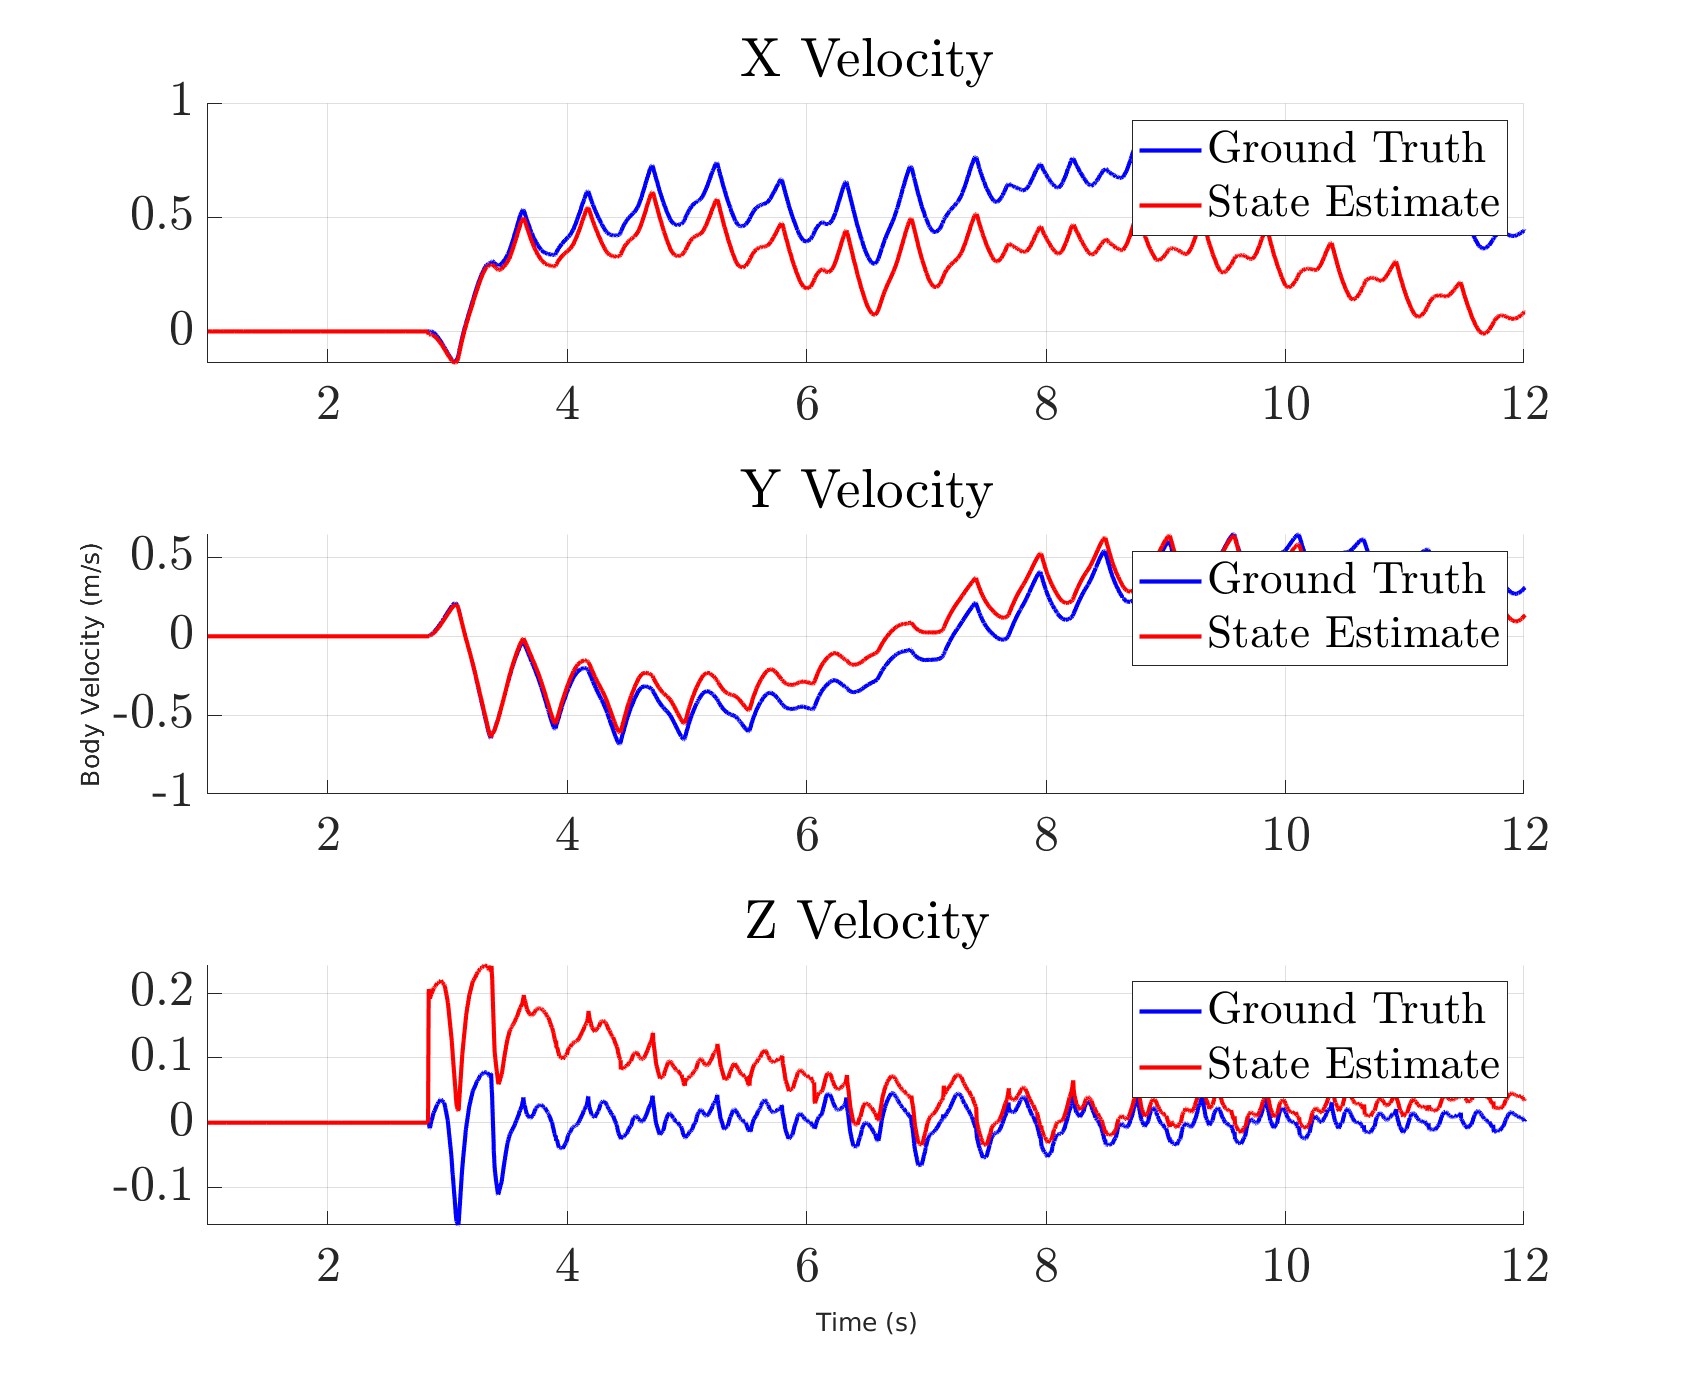 X Velocity
1
0.5
0
2 4 6 8 10 12
Ground Truth
State Estimate
Y Velocity
0.5
0
-0.5
-1
2 4 6 8 10 12
Ground Truth
State Estimate
Body Velocity (m/s)
Z Velocity
0.2
0.1
0
-0.1
2 4 6 8 10 12
Ground Truth
State Estimate
Time (s)